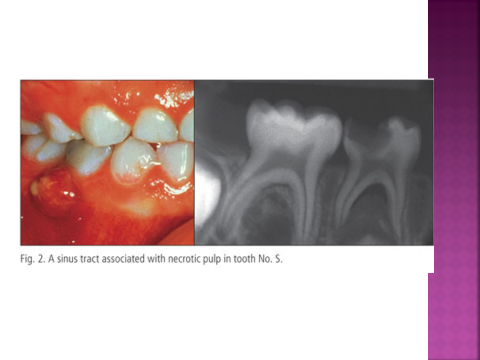 Fig. 2. A sinus tract associated with necrotic pulp in tooth No. S.